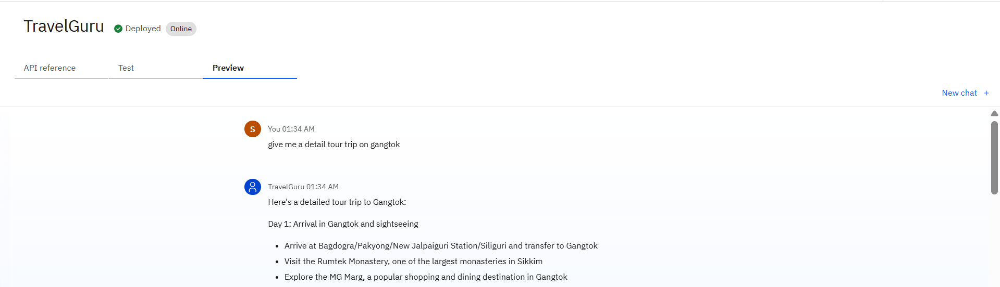 TravelGuru Deployed Online
API reference Test Preview
New chat +
S You 01:34 AM
give me a detail tour trip on gangtok
TravelGuru 01:34 AM
Here's a detailed tour trip to Gangtok:
Day 1: Arrival in Gangtok and sightseeing
• Arrive at Bagdogra/Pakyong/New Jalpaiguri Station/Siliguri and transfer to Gangtok
• Visit the Rumtek Monastery, one of the largest monasteries in Sikkim
• Explore the MG Marg, a popular shopping and dining destination in Gangtok